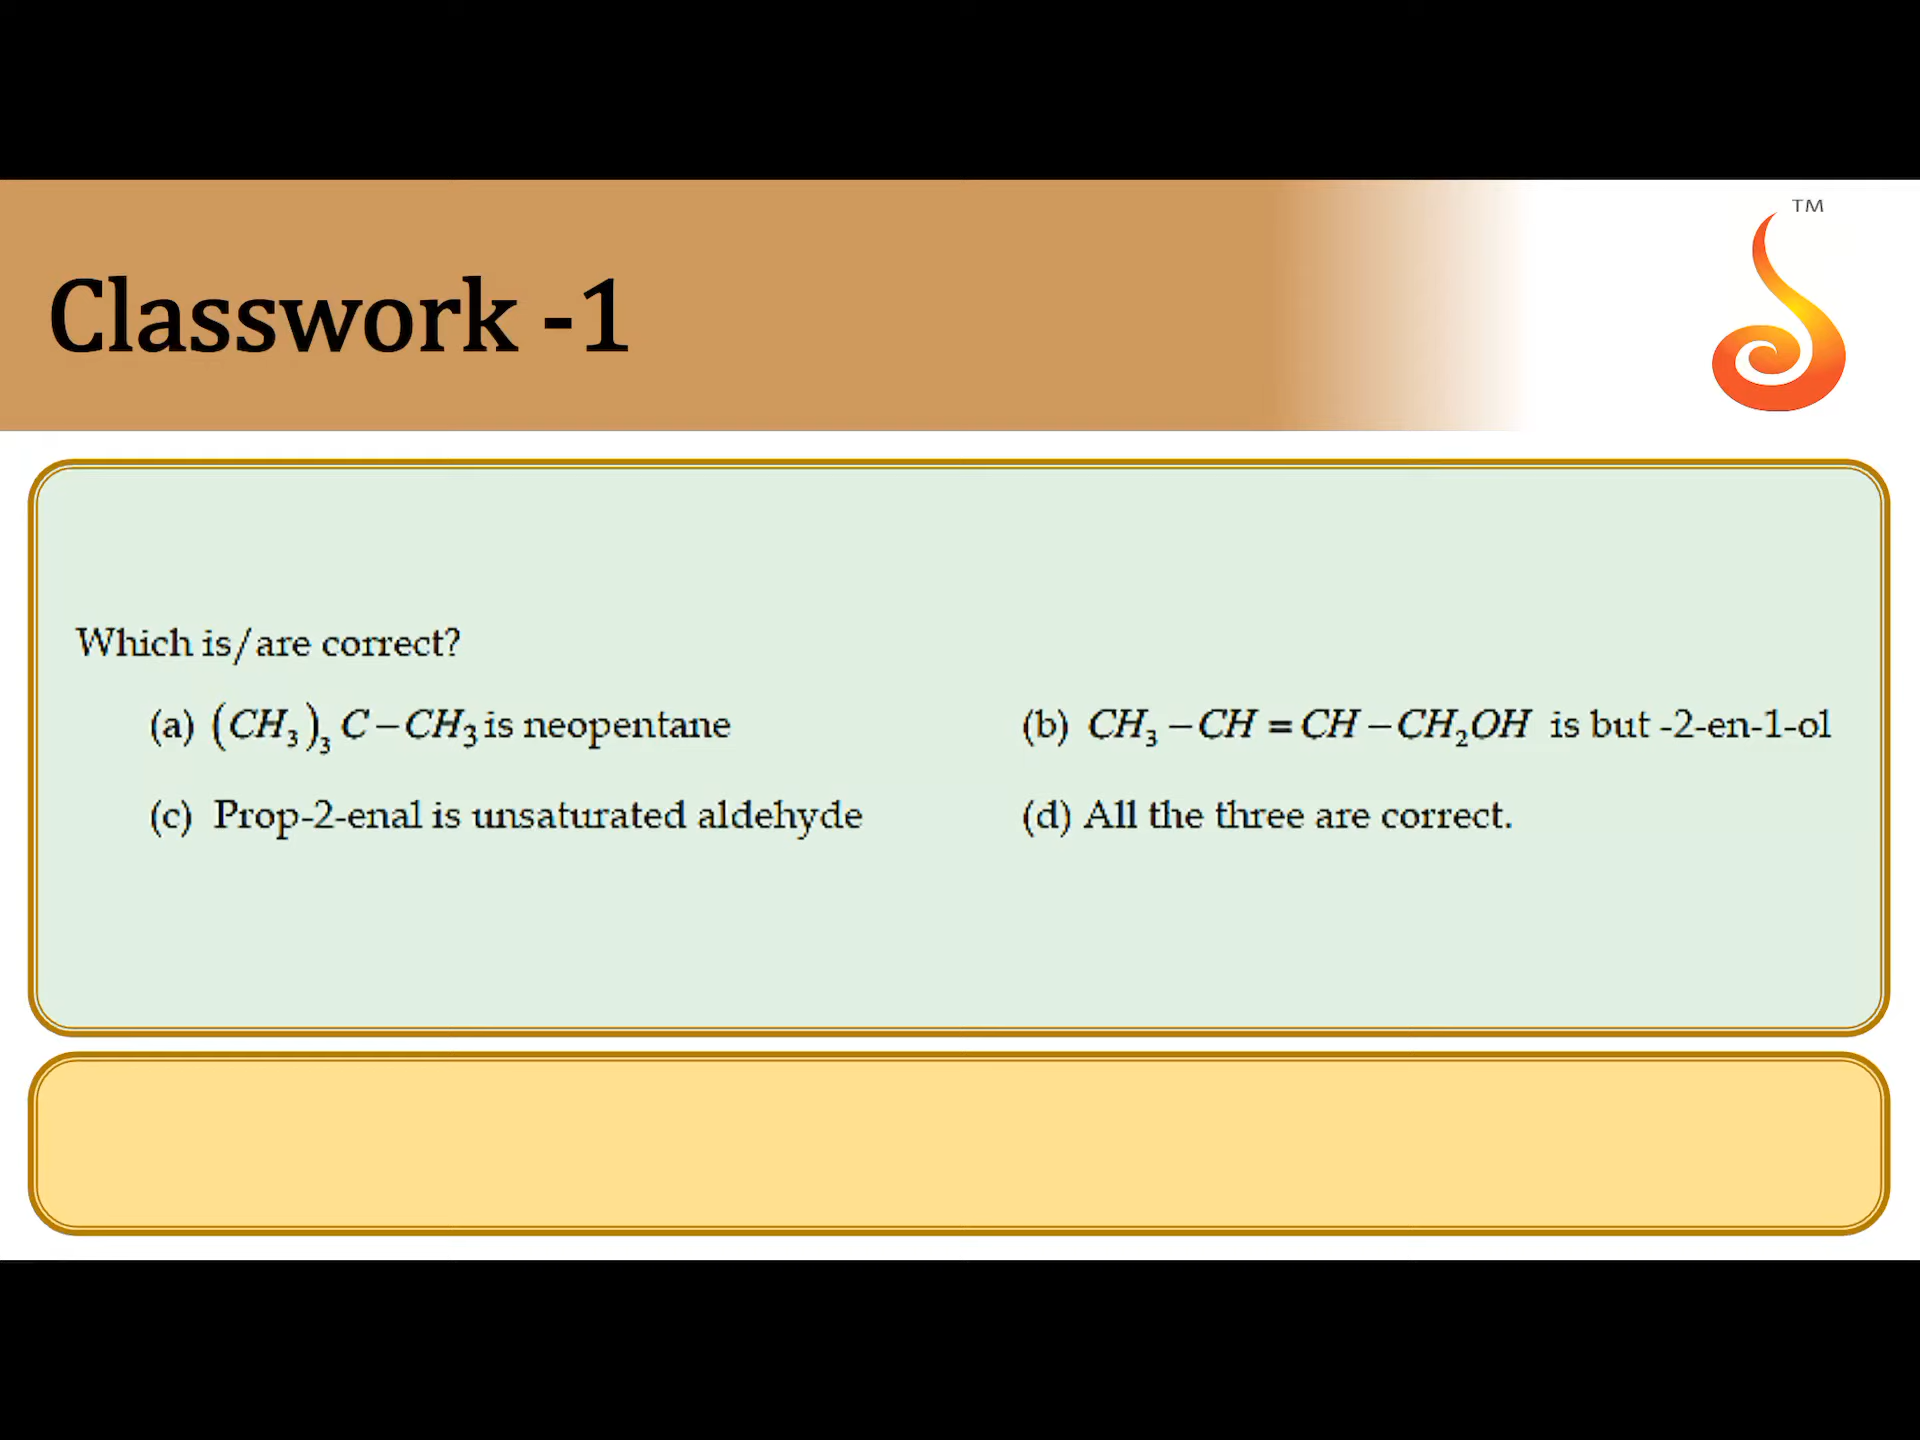 TM
Classwork -1
Which is/are correct?
(a) (CH₃)₃ C – CH₃ is neopentane (b) CH₃ – CH = CH – CH₂OH is but -2-en-1-ol
(c) Prop-2-enal is unsaturated aldehyde (d) All the three are correct.